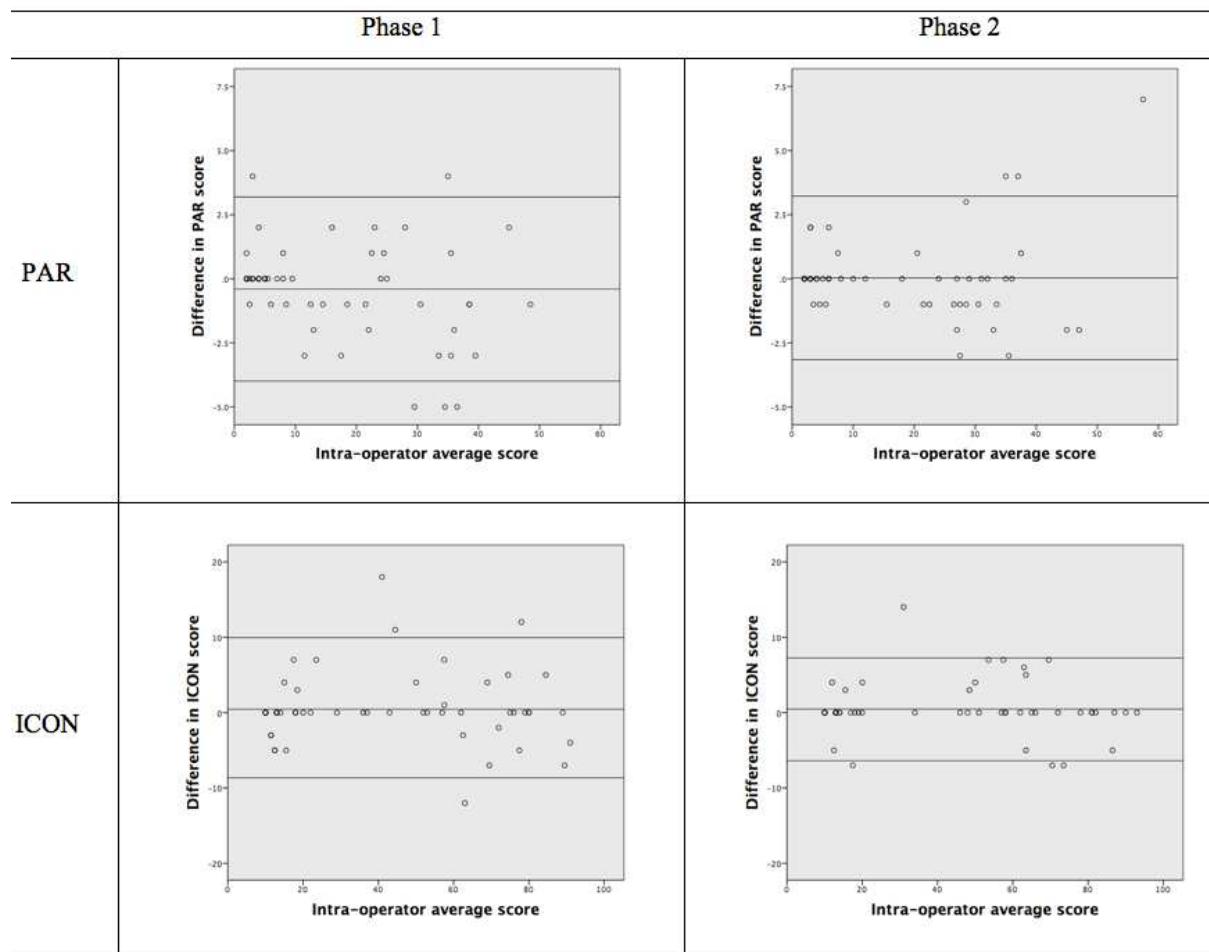 Phase 1 Phase 2
PAR
Difference in PAR score
7.5
5.0
2.5
.0
-2.5
-5.0
0 10 20 30 40 50 60
Intra-operator average score
Difference in PAR score
7.5
5.0
2.5
.0
-2.5
-5.0
0 10 20 30 40 50 60
Intra-operator average score
ICON
Difference in ICON score
20
10
0
-10
-20
0 20 40 60 80 100
Intra-operator average score
Difference in ICON score
20
10
0
-10
-20
0 20 40 60 80 100
Intra-operator average score